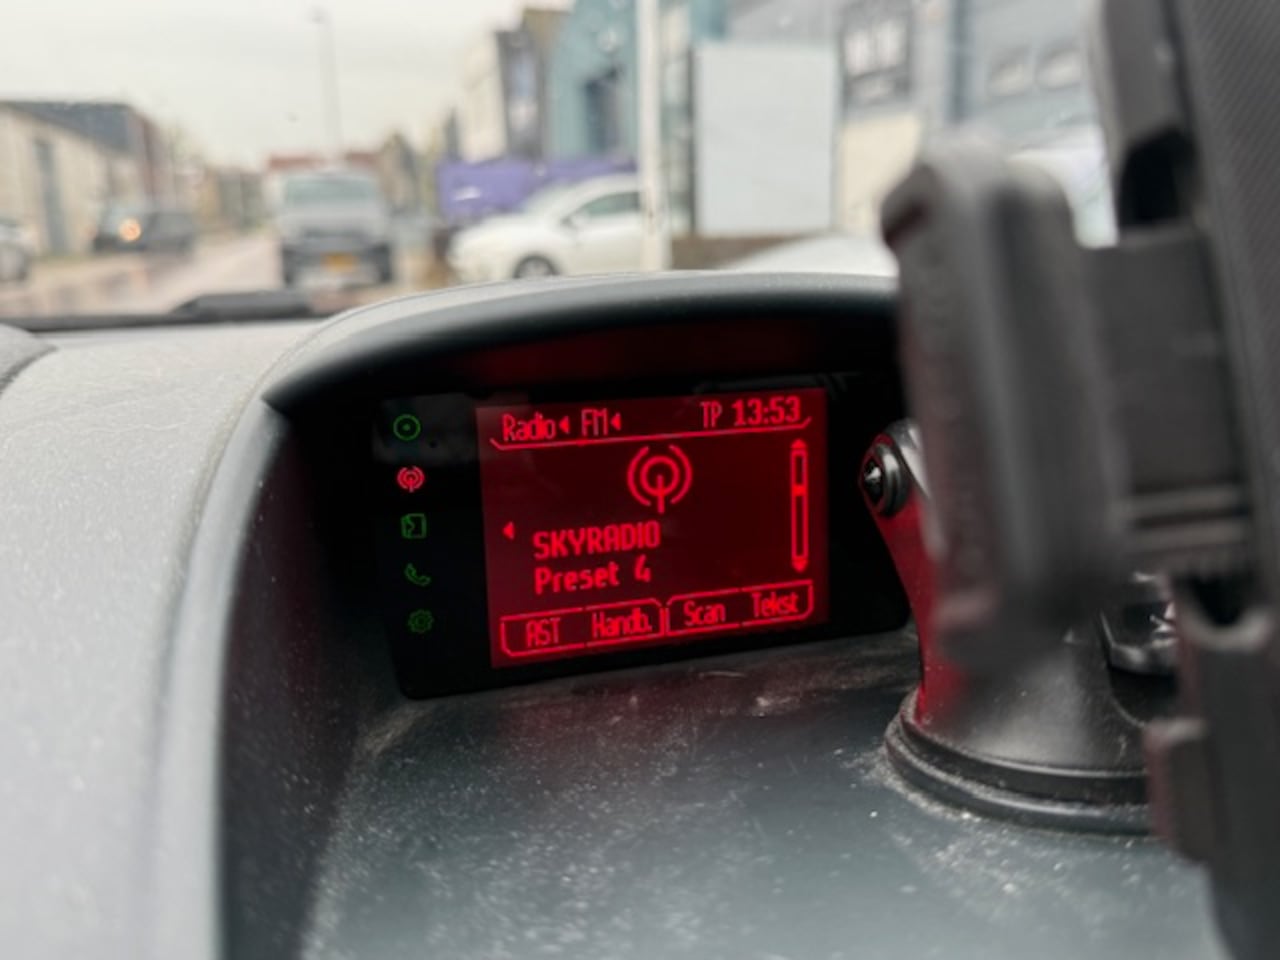 Radio FM TP 13:53
SKYRADIO
Preset 4
AST Handb. Scan Tekst